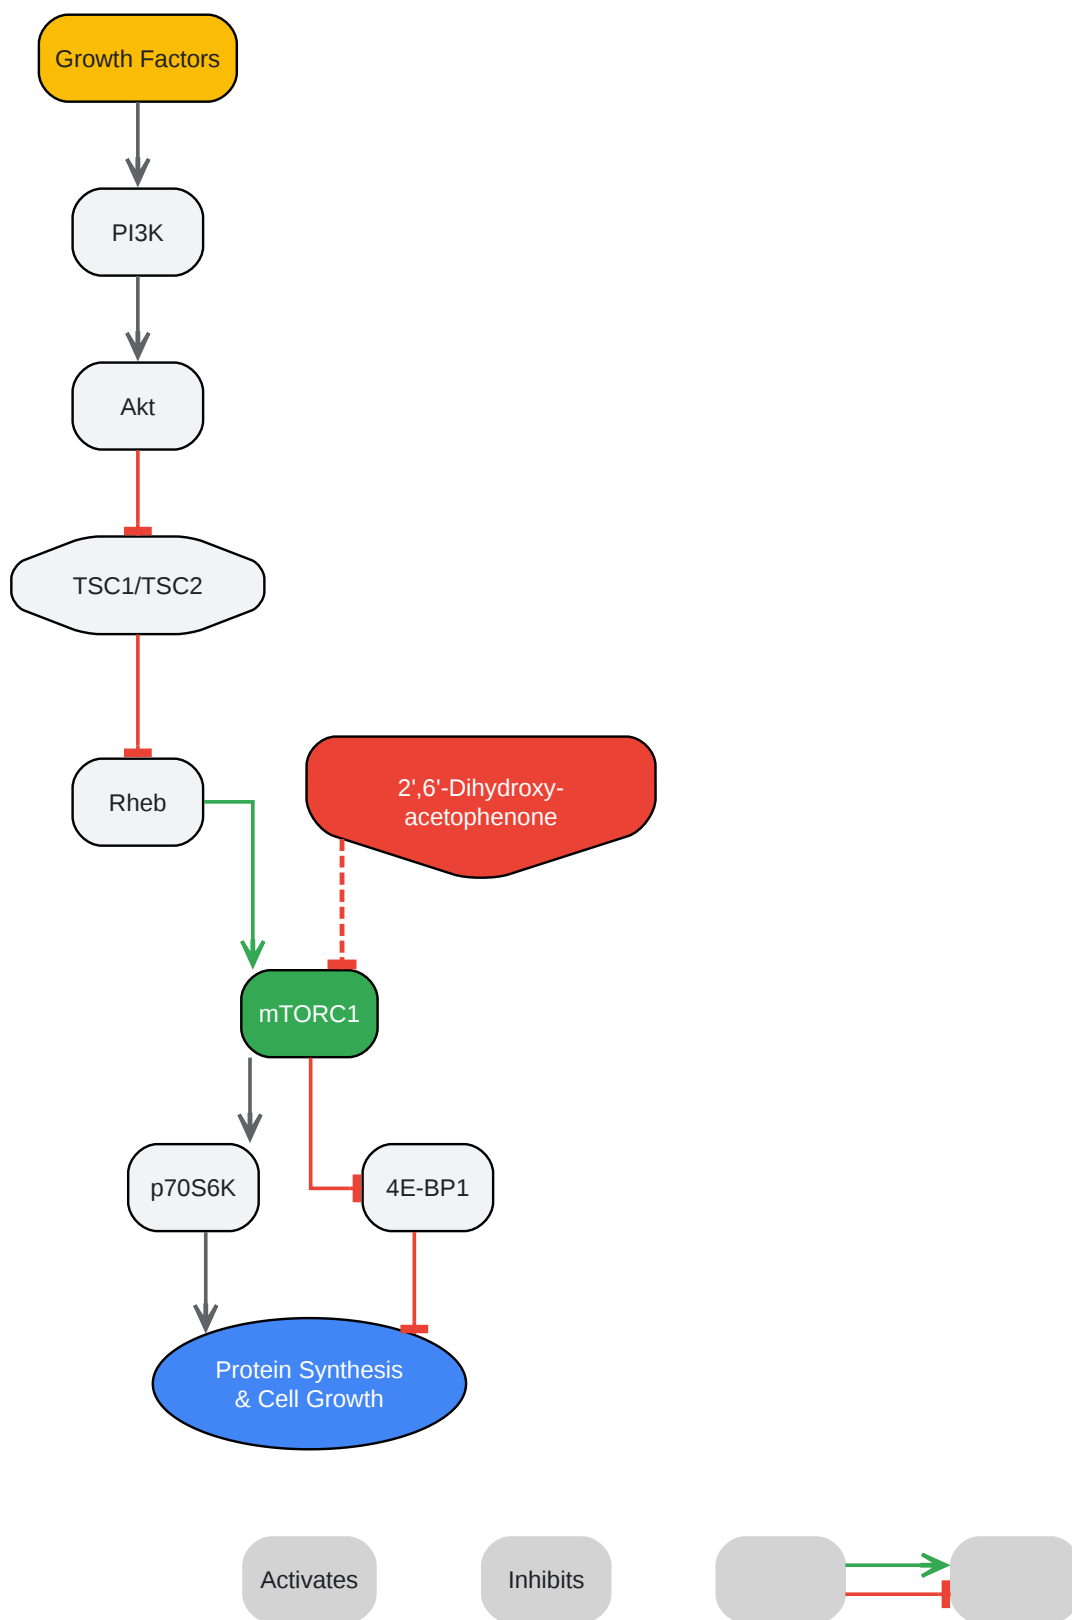 Growth Factors
PI3K
Akt
TSC1/TSC2
Rheb
2',6'-Dihydroxy-
acetophenone
mTORC1
p70S6K
4E-BP1
Protein Synthesis
& Cell Growth
Activates
Inhibits